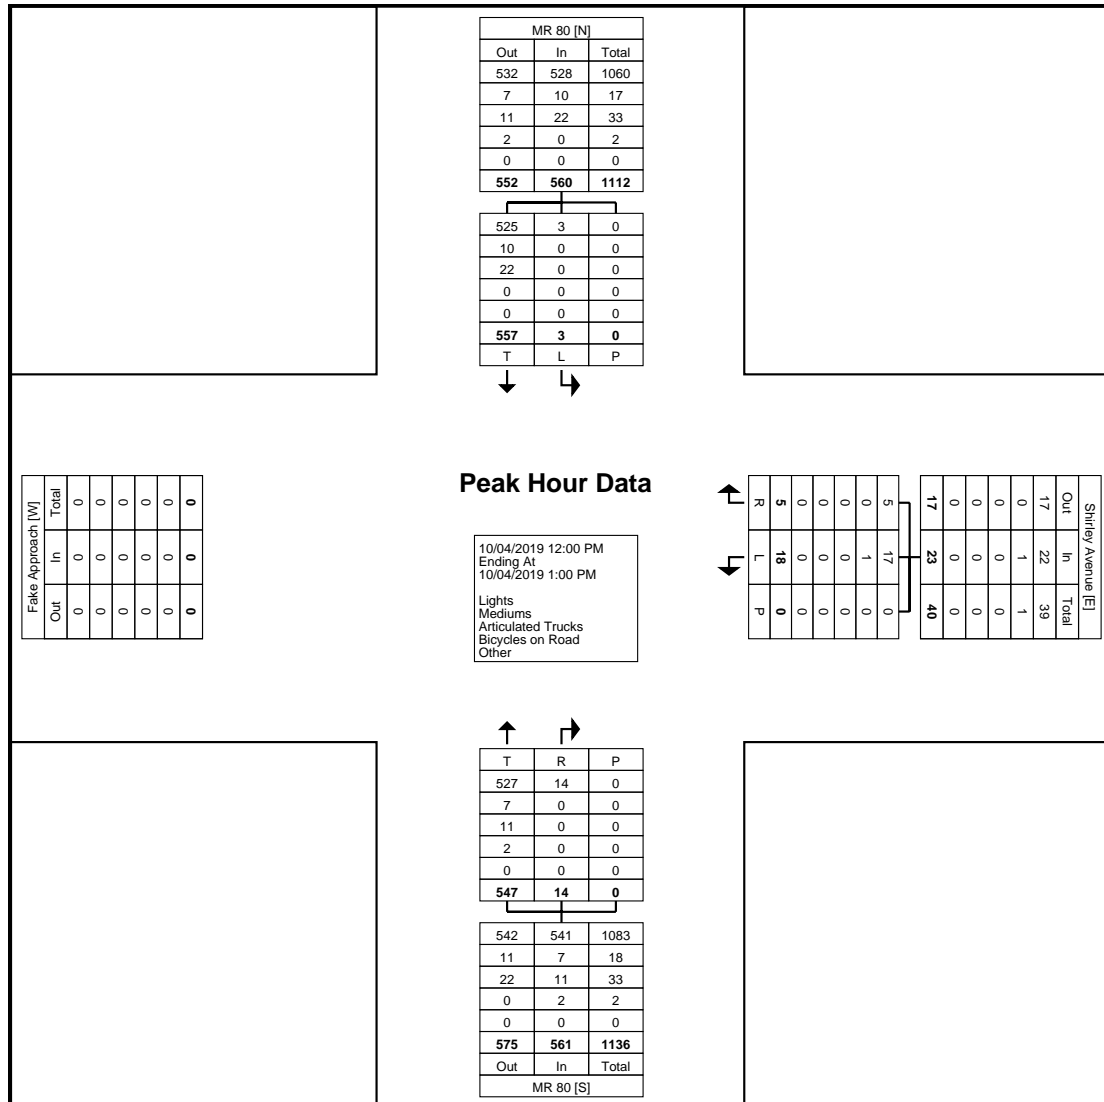 MR 80 [N]
Out In Total
532 528 1060
7 10 17
11 22 33
2 0 2
0 0 0
552 560 1112
525 3 0
10 0 0
22 0 0
0 0 0
0 0 0
557 3 0
T L P
Fake Approach [W]
Total 0 0 0 0 0 0
In 0 0 0 0 0 0
Out 0 0 0 0 0 0
Peak Hour Data
10/04/2019 12:00 PM
Ending At
10/04/2019 1:00 PM
Lights
Mediums
Articulated Trucks
Bicycles on Road
Other
Shirley Avenue [E]
Out In Total
17 22 39
0 1 1
0 0 0
0 0 0
0 0 0
17 23 40
5 17 0
0 1 0
0 0 0
0 0 0
0 0 0
5 18 0
R L P
T R P
527 14 0
7 0 0
11 0 0
2 0 0
0 0 0
547 14 0
542 541 1083
11 7 18
22 11 33
0 2 2
0 0 0
575 561 1136
Out In Total
MR 80 [S]